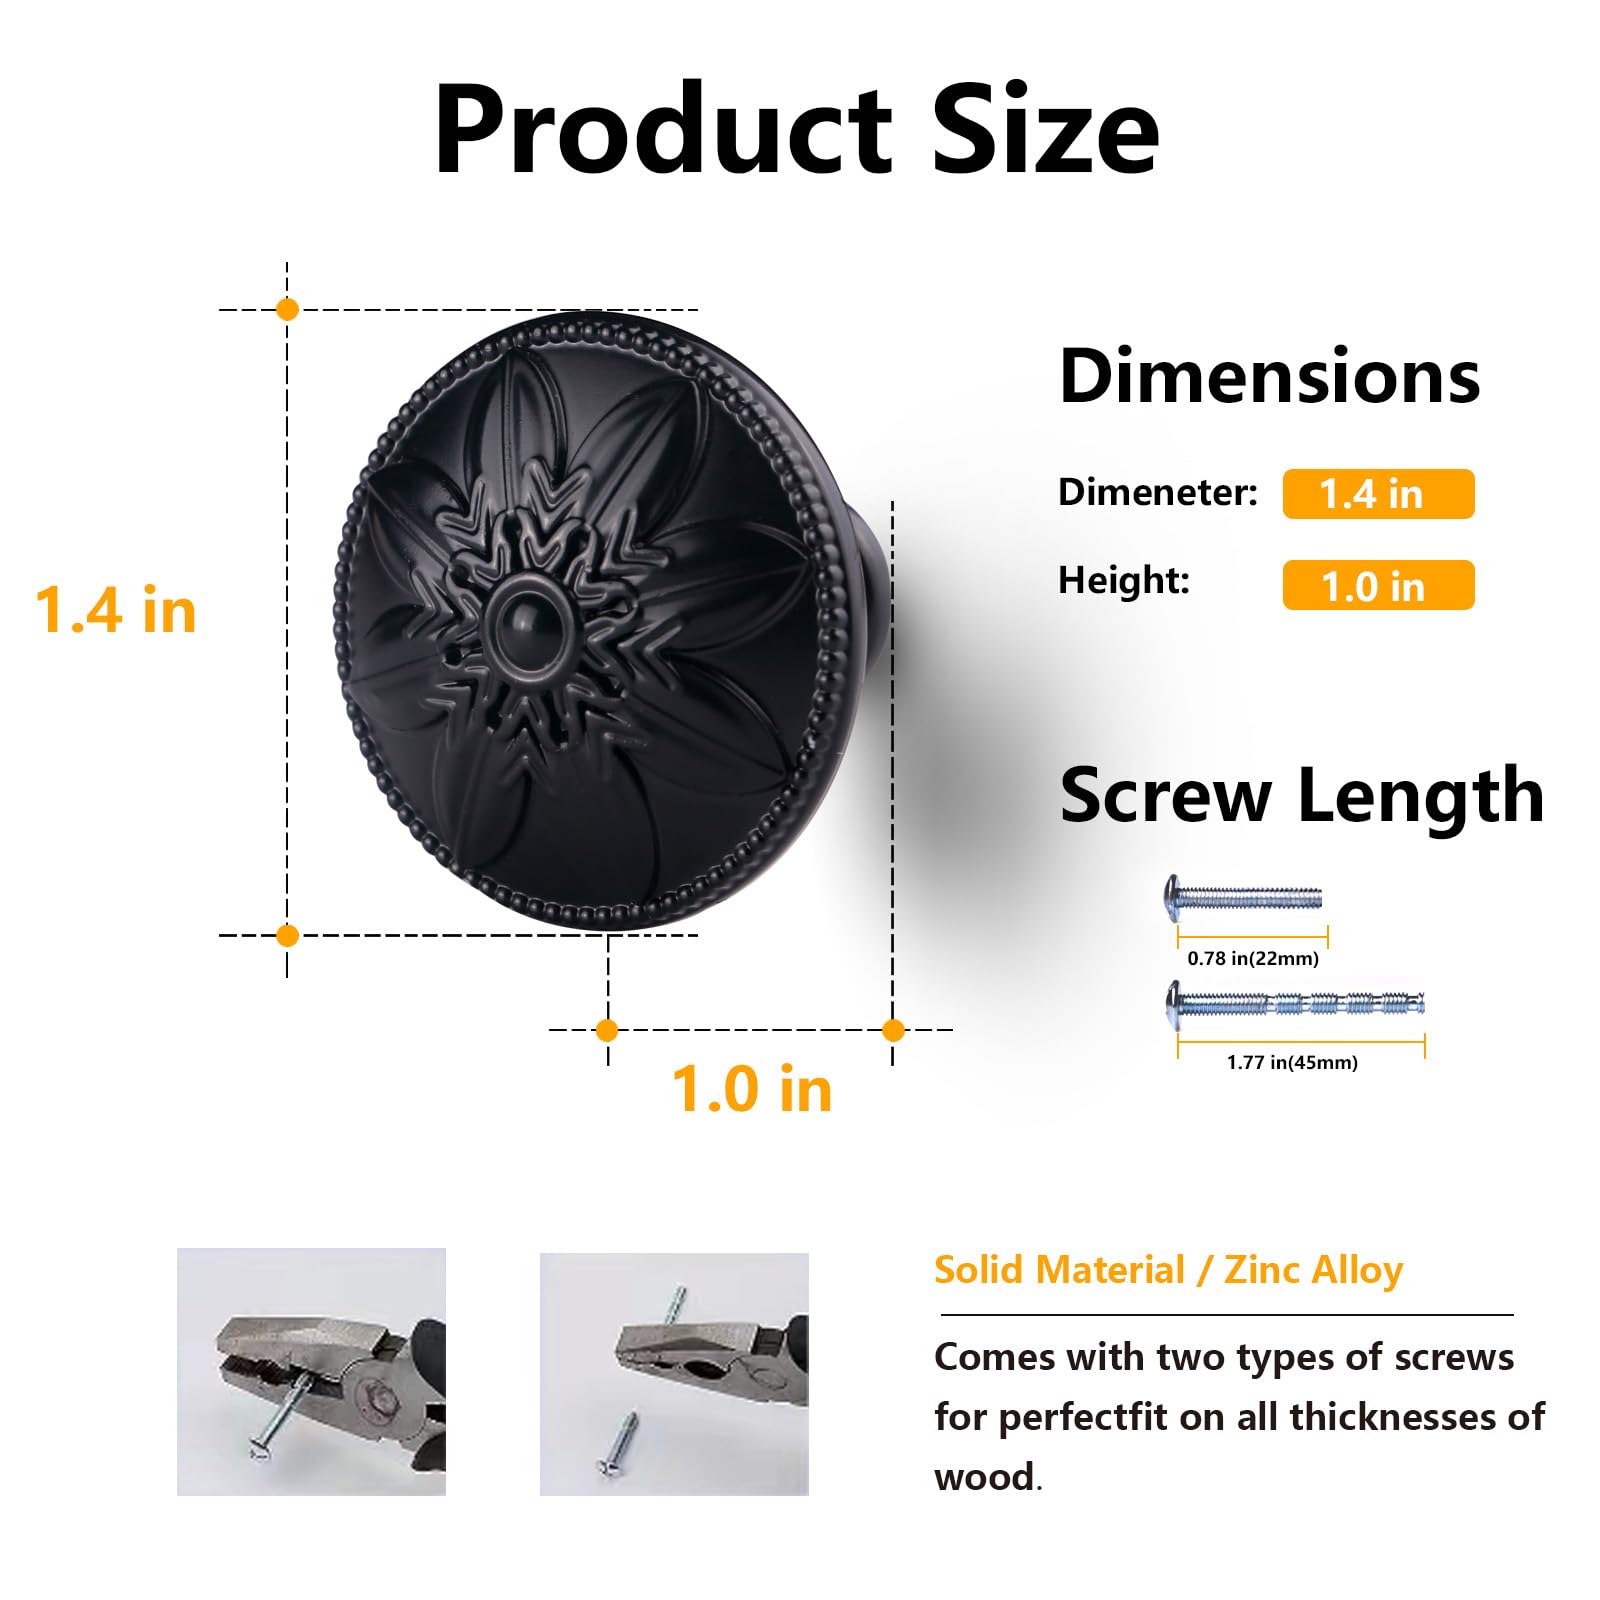 Product Size
1.4 in
1.0 in
Dimensions
Dimeneter: 1.4 in
Height: 1.0 in
Screw Length
0.78 in(22mm)
1.77 in(45mm)
Solid Material / Zinc Alloy
Comes with two types of screws
for perfectfit on all thicknesses of
wood.